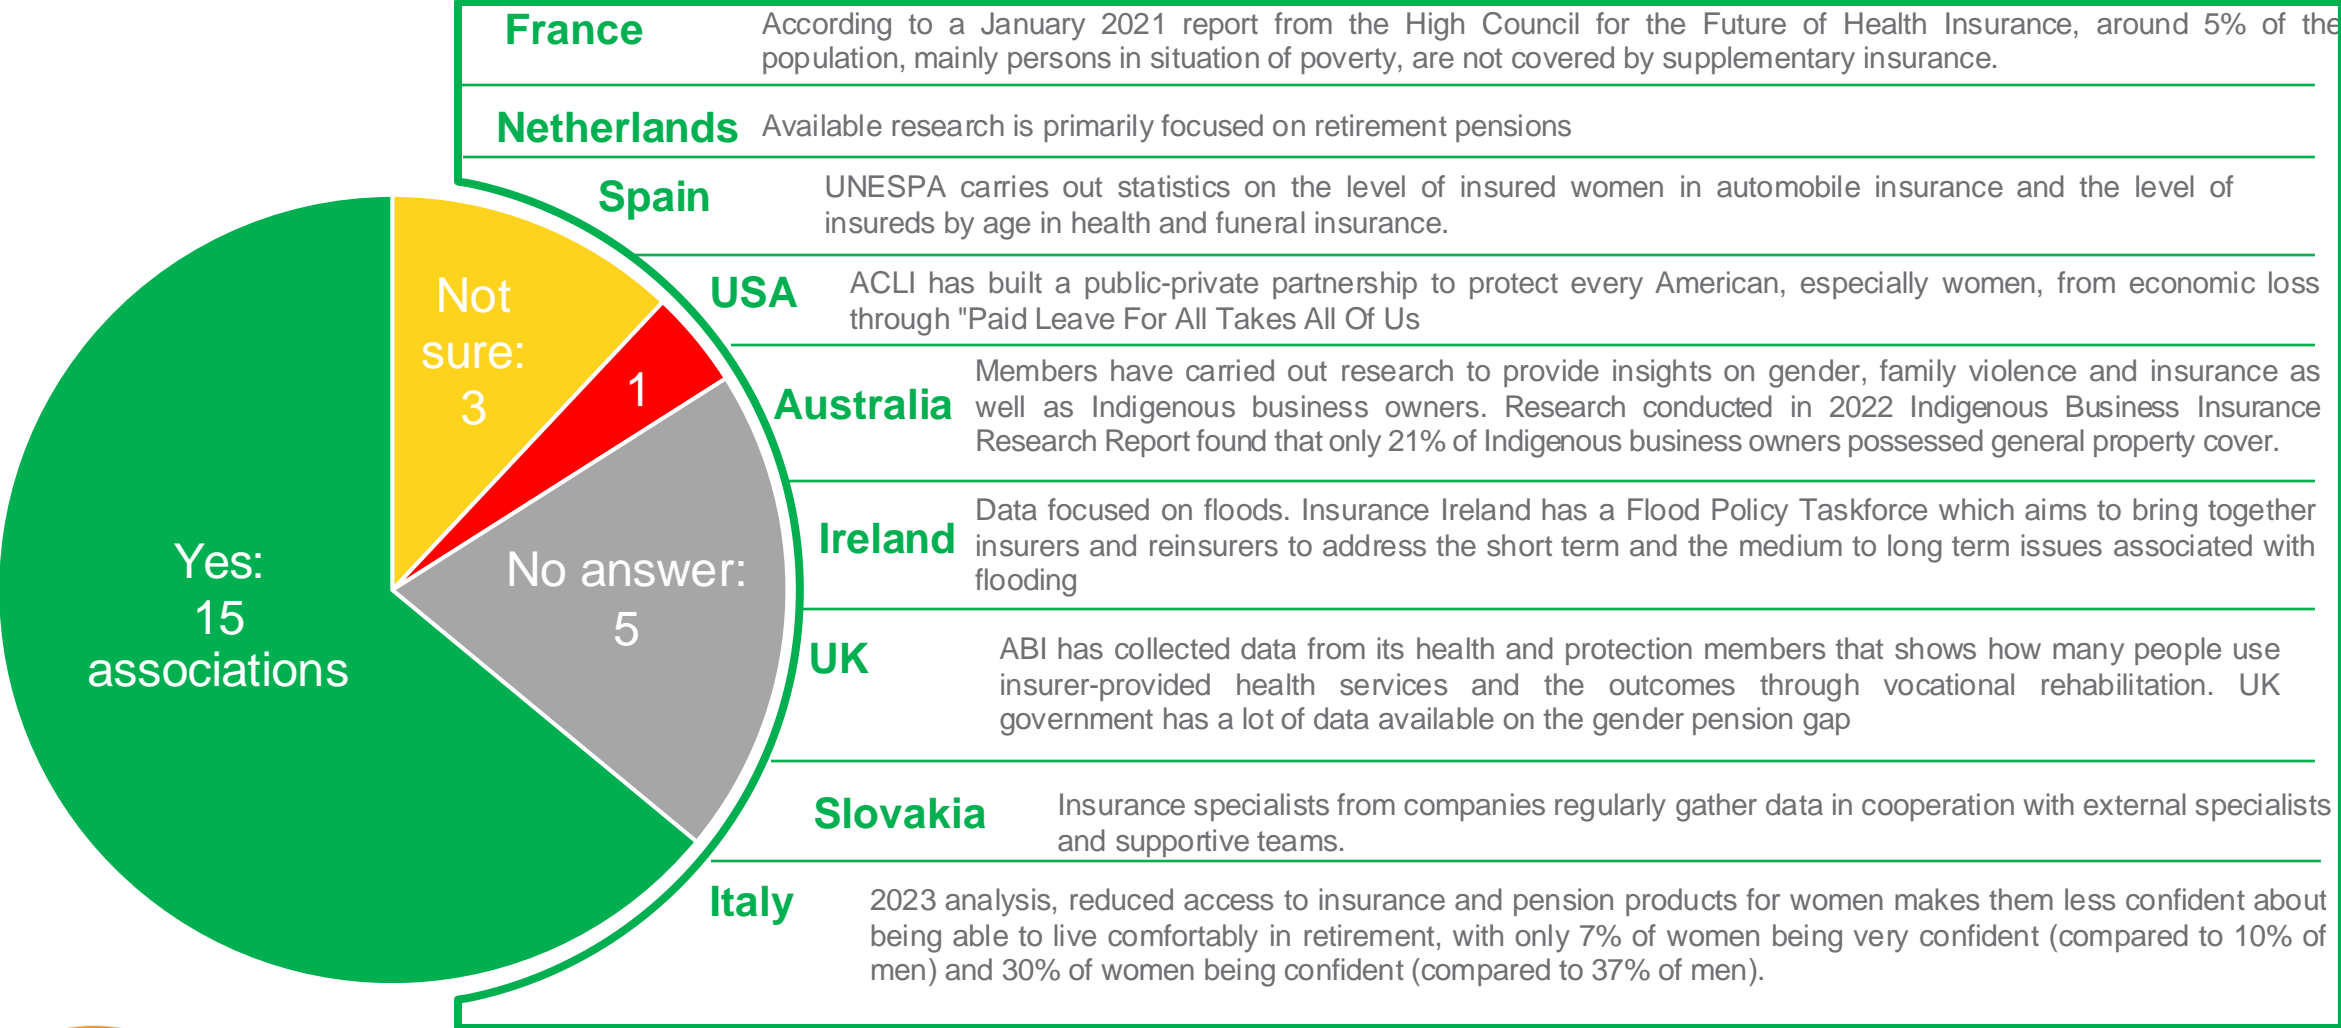 France
According to a January 2021 report from the High Council for the Future of Health Insurance, around 5% of the
population, mainly persons in situation of poverty, are not covered by supplementary insurance.
Netherlands
Available research is primarily focused on retirement pensions
Spain
UNESPA carries out statistics on the level of insured women in automobile insurance and the level of
insureds by age in health and funeral insurance.
USA
ACLI has built a public-private partnership to protect every American, especially women, from economic loss
through "Paid Leave For All Takes All Of Us
Australia
Members have carried out research to provide insights on gender, family violence and insurance as
well as Indigenous business owners. Research conducted in 2022 Indigenous Business Insurance
Research Report found that only 21% of Indigenous business owners possessed general property cover.
Ireland
Data focused on floods. Insurance Ireland has a Flood Policy Taskforce which aims to bring together
insurers and reinsurers to address the short term and the medium to long term issues associated with
flooding
UK
ABI has collected data from its health and protection members that shows how many people use
insurer-provided health services and the outcomes through vocational rehabilitation. UK
government has a lot of data available on the gender pension gap
Slovakia
Insurance specialists from companies regularly gather data in cooperation with external specialists
and supportive teams.
Italy
2023 analysis, reduced access to insurance and pension products for women makes them less confident about
being able to live comfortably in retirement, with only 7% of women being very confident (compared to 10% of
men) and 30% of women being confident (compared to 37% of men).
Not
sure:
3
1
No answer:
5
Yes:
15
associations